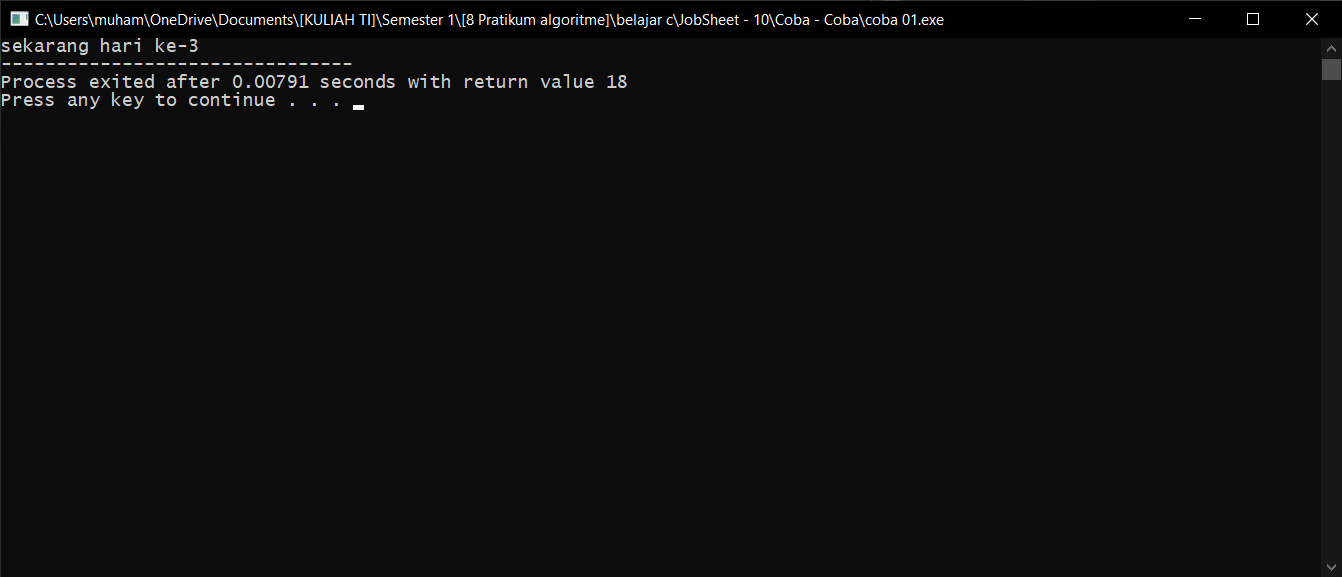 C:\Users\muham\OneDrive\Documents\[KULIAH TI]\Semester 1\[8 Pratikum algoritme]\belajar c\JobSheet - 10\Coba - Coba\coba 01.exe
sekarang hari ke-3
--------------------------------
Process exited after 0.00791 seconds with return value 18
Press any key to continue . . .